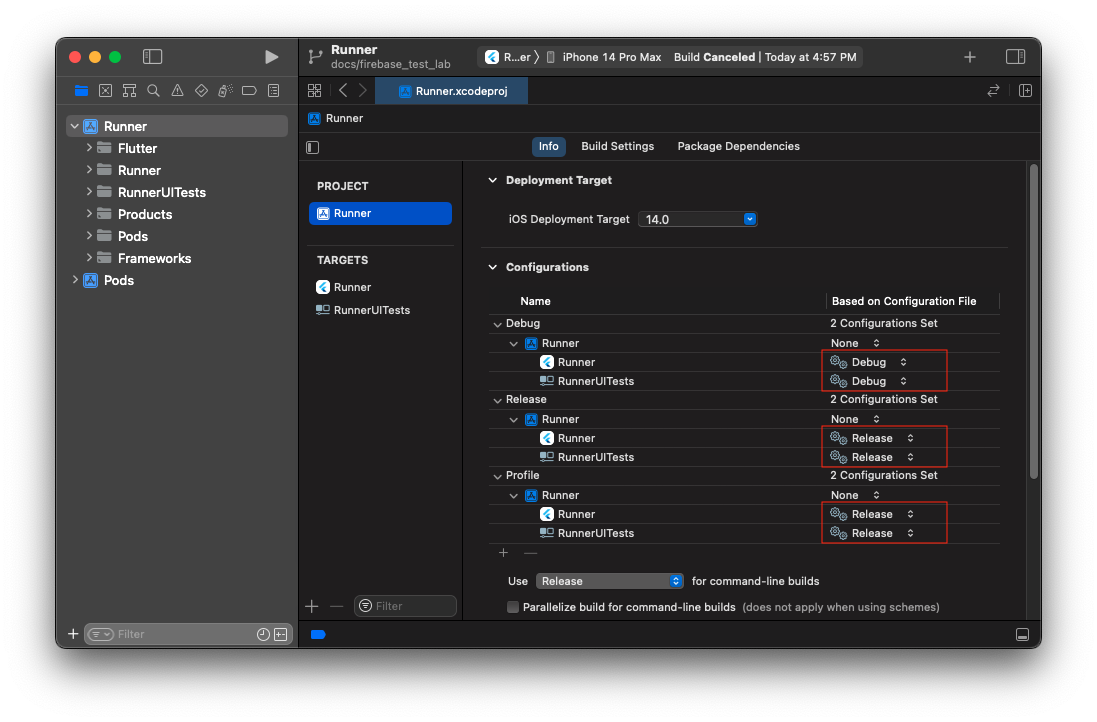 Runner
docs/firebase_test_lab
R...er
iPhone 14 Pro Max
Build Canceled | Today at 4:57 PM
Runner.xcodeproj
Runner
Flutter
Runner
RunnerUITests
Products
Pods
Frameworks
Pods
Filter
Runner
Info
Build Settings
Package Dependencies
PROJECT
Runner
TARGETS
Runner
RunnerUITests
Filter
Deployment Target
iOS Deployment Target 14.0
Configurations
Name Based on Configuration File
Debug 2 Configurations Set
Runner None
Runner Debug
RunnerUITests Debug
Release 2 Configurations Set
Runner None
Runner Release
RunnerUITests Release
Profile 2 Configurations Set
Runner None
Runner Release
RunnerUITests Release
Use Release for command-line builds
Parallelize build for command-line builds (does not apply when using schemes)